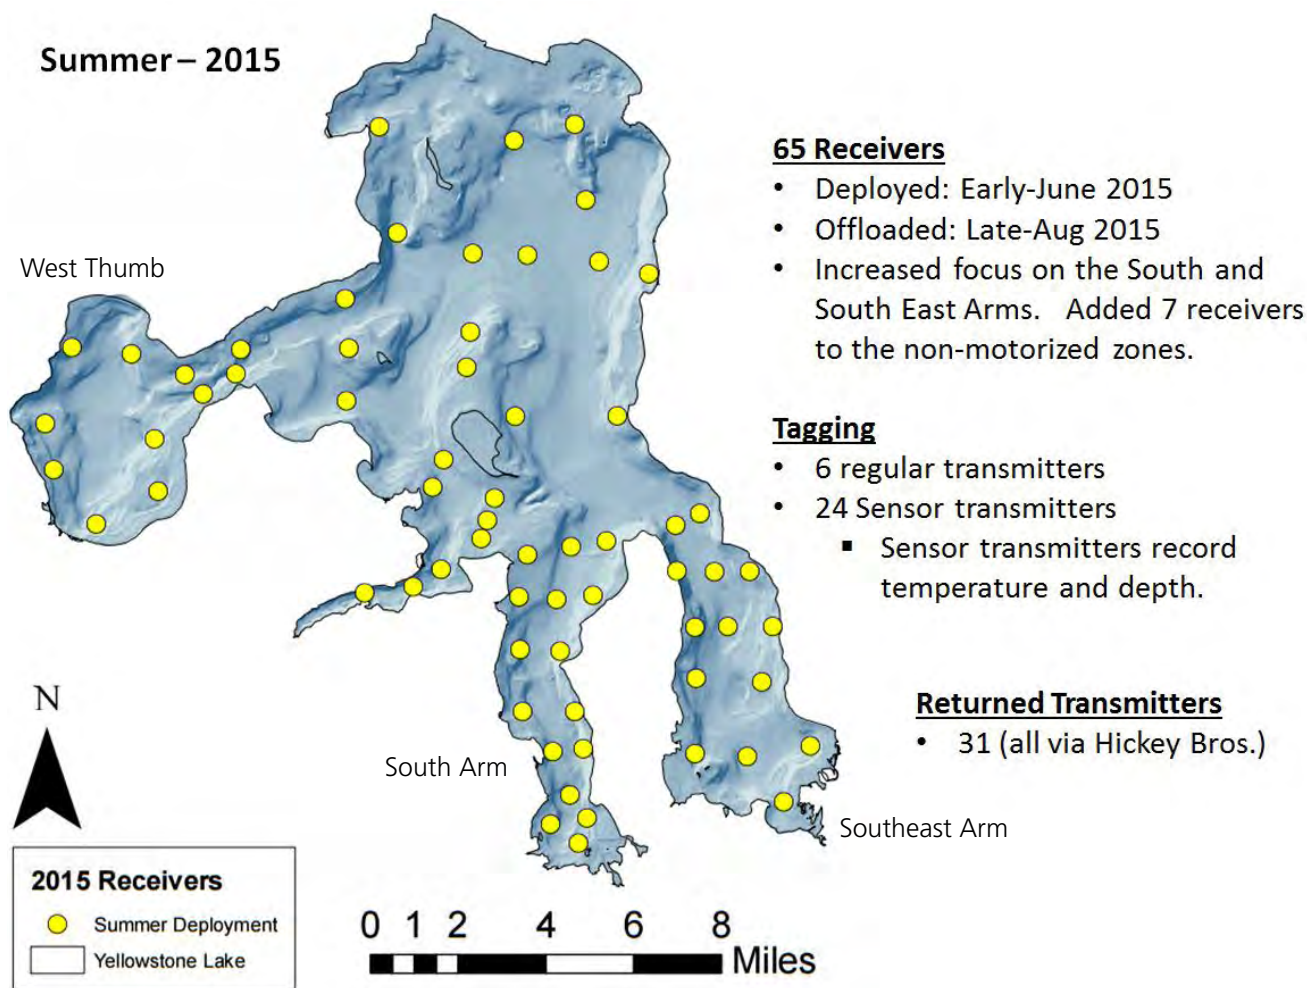 Summer – 2015
65 Receivers
• Deployed: Early-June 2015
• Offloaded: Late-Aug 2015
• Increased focus on the South and
South East Arms. Added 7 receivers
to the non-motorized zones.
Tagging
• 6 regular transmitters
• 24 Sensor transmitters
▪ Sensor transmitters record
temperature and depth.
Returned Transmitters
• 31 (all via Hickey Bros.)
West Thumb
South Arm
Southeast Arm
N
2015 Receivers
Summer Deployment
Yellowstone Lake
0 1 2 4 6 8
Miles